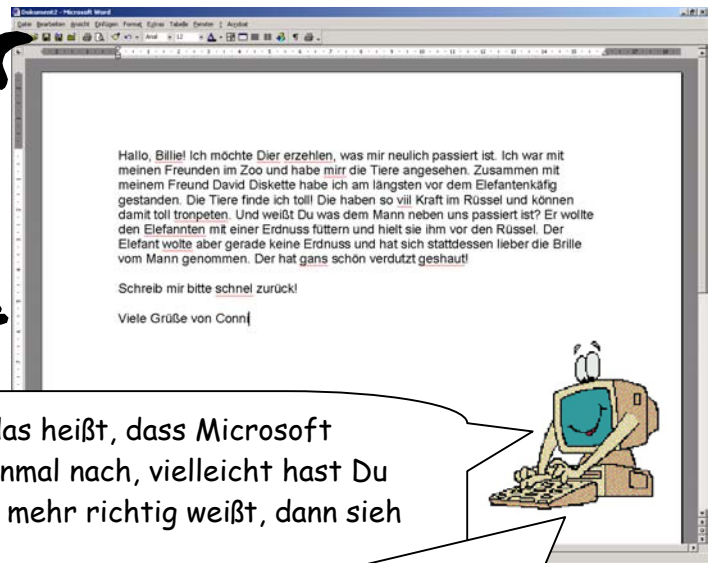 Dokument2 - Microsoft Word
Datei Bearbeiten Ansicht Einfügen Format Extras Tabelle Fenster ? Acrobat
Arial 12
Hallo, Billie! Ich möchte Dier erzehlen, was mir neulich passiert ist. Ich war mit
meinen Freunden im Zoo und habe mirr die Tiere angesehen. Zusammen mit
meinem Freund David Diskette habe ich am längsten vor dem Elefantenkäfig
gestanden. Die Tiere finde ich toll! Die haben so viil Kraft im Rüssel und können
damit toll tronpeten. Und weißt Du was dem Mann neben uns passiert ist? Er wollte
den Elefannten mit einer Erdnuss füttern und hielt sie ihm vor den Rüssel. Der
Elefant wolte aber gerade keine Erdnuss und hat sich stattdessen lieber die Brille
vom Mann genommen. Der hat gans schön verdutzt geshaut!
Schreib mir bitte schnel zurück!
Viele Grüße von Conni
das heißt, dass Microsoft
nmal nach, vielleicht hast Du
mehr richtig weißt, dann sieh